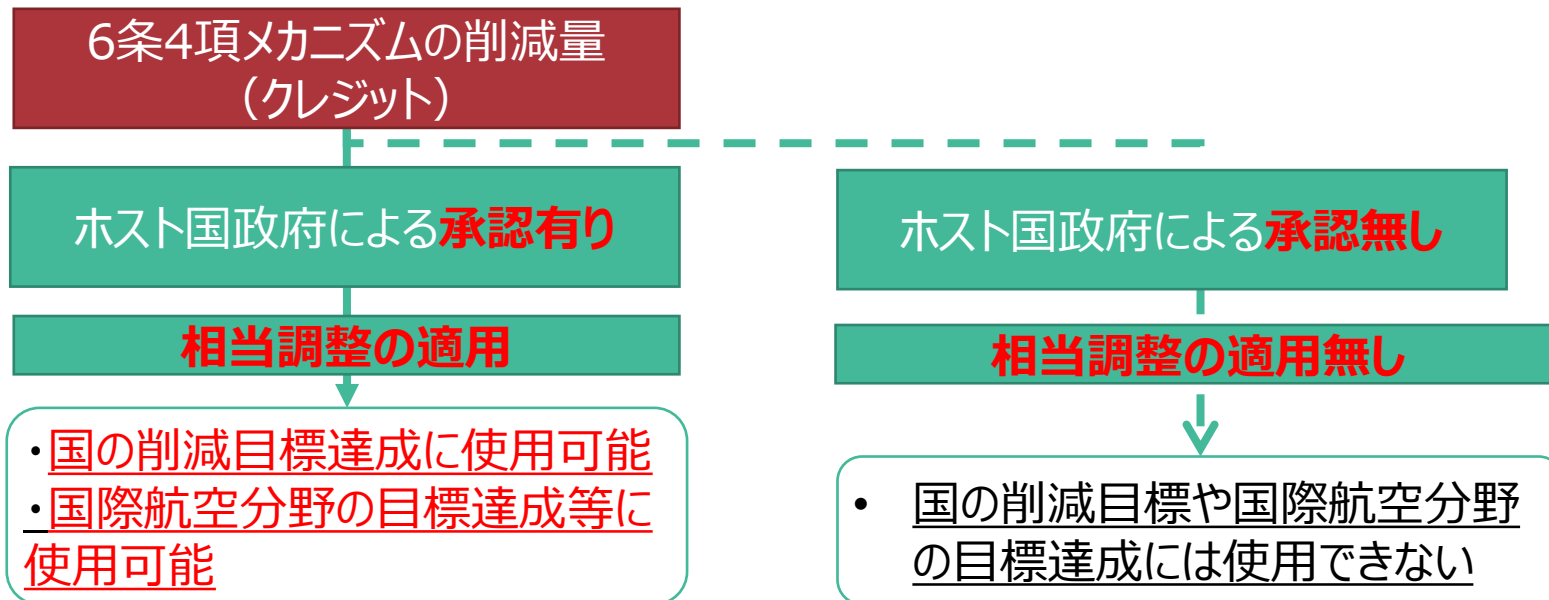 6条4項メカニズムの削減量
（クレジット）
ホスト国政府による承認有り
相当調整の適用
・国の削減目標達成に使用可能
・国際航空分野の目標達成等に
使用可能
ホスト国政府による承認無し
相当調整の適用無し
• 国の削減目標や国際航空分野
の目標達成には使用できない